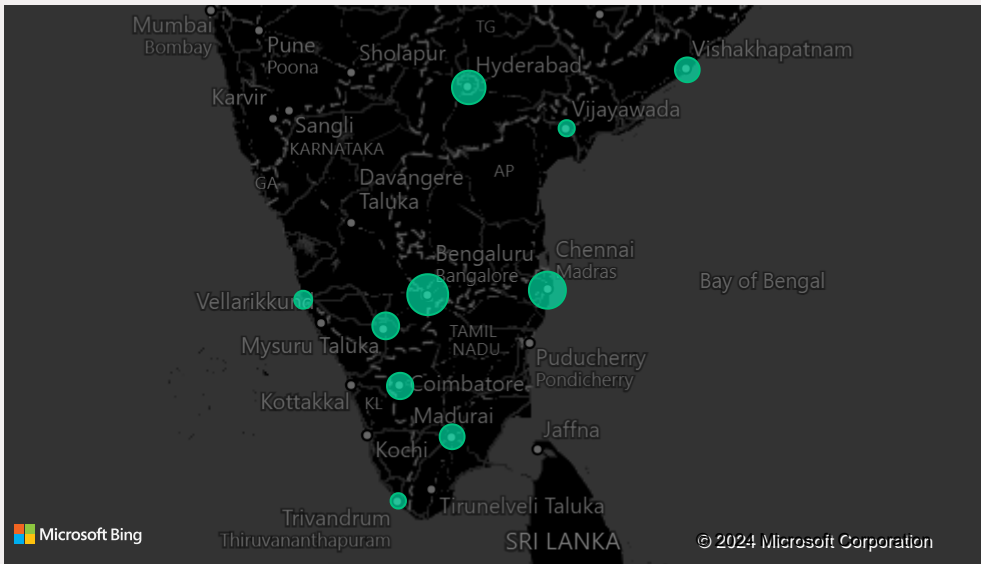 Mumbai
Bombay
TG
Pune
Poona
Sholapur
Hyderabad
Vishakhapatnam
Karvir
Sangli
Vijayawada
KARNATAKA
AP
GA
Davangere
Taluka
Bengaluru
Bangalore
Chennai
Madras
Bay of Bengal
Vellarikkund
Mysuru Taluka
TAMIL
NADU
Puducherry
Pondicherry
Coimbatore
Kottakkal
KL
Madurai
Kochi
Jaffna
Tirunelveli Taluka
Trivandrum
Thiruvananthapuram
SRI LANKA
Microsoft Bing
© 2024 Microsoft Corporation